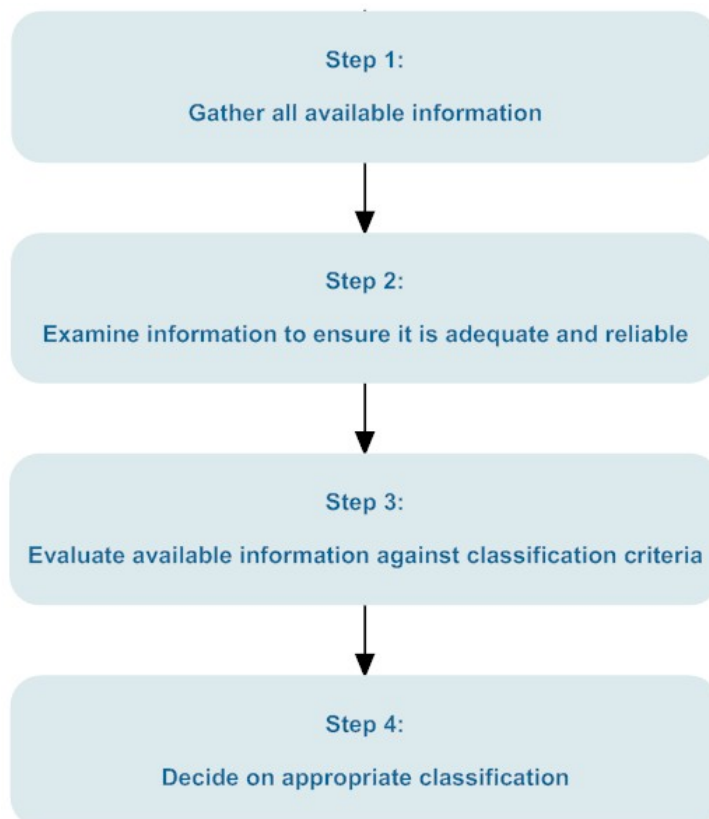 Step 1:
Gather all available information
Step 2:
Examine information to ensure it is adequate and reliable
Step 3:
Evaluate available information against classification criteria
Step 4:
Decide on appropriate classification